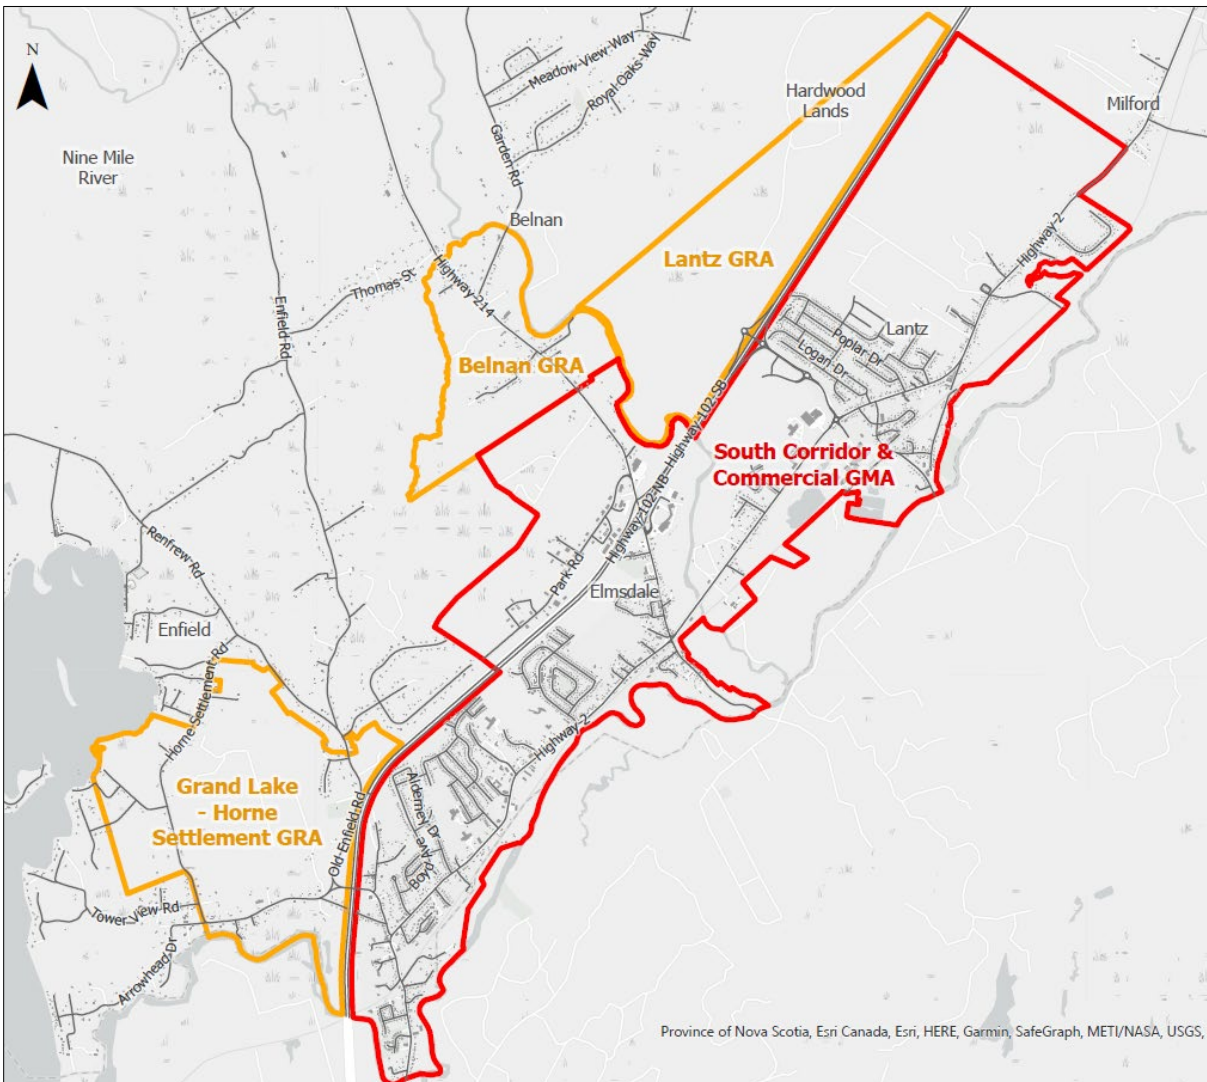 N
Meadow-View-Way
Royal-Oaks-Way
Hardwood
Lands
Milford
Nine Mile
River
Garden Rd
Belnan
Highway-2
Thomas St
Highway-214
Lantz GRA
Enfield Rd
Lantz
Poplar Dr
Logan-Dr
Belnan GRA
Highway-102-SB
South Corridor &
Commercial GMA
Highway-102-NB
Renfrew Rd
Park Rd
Elmsdale
Enfield
Horne-Settlement-Rd
Highway-2
Grand Lake
- Horne
Settlement GRA
Old-Enfield-Rd
Alderney Dr
Boyd Ave
Tower View Rd
Arrowhead Dr
Province of Nova Scotia, Esri Canada, Esri, HERE, Garmin, SafeGraph, METI/NASA, USGS,